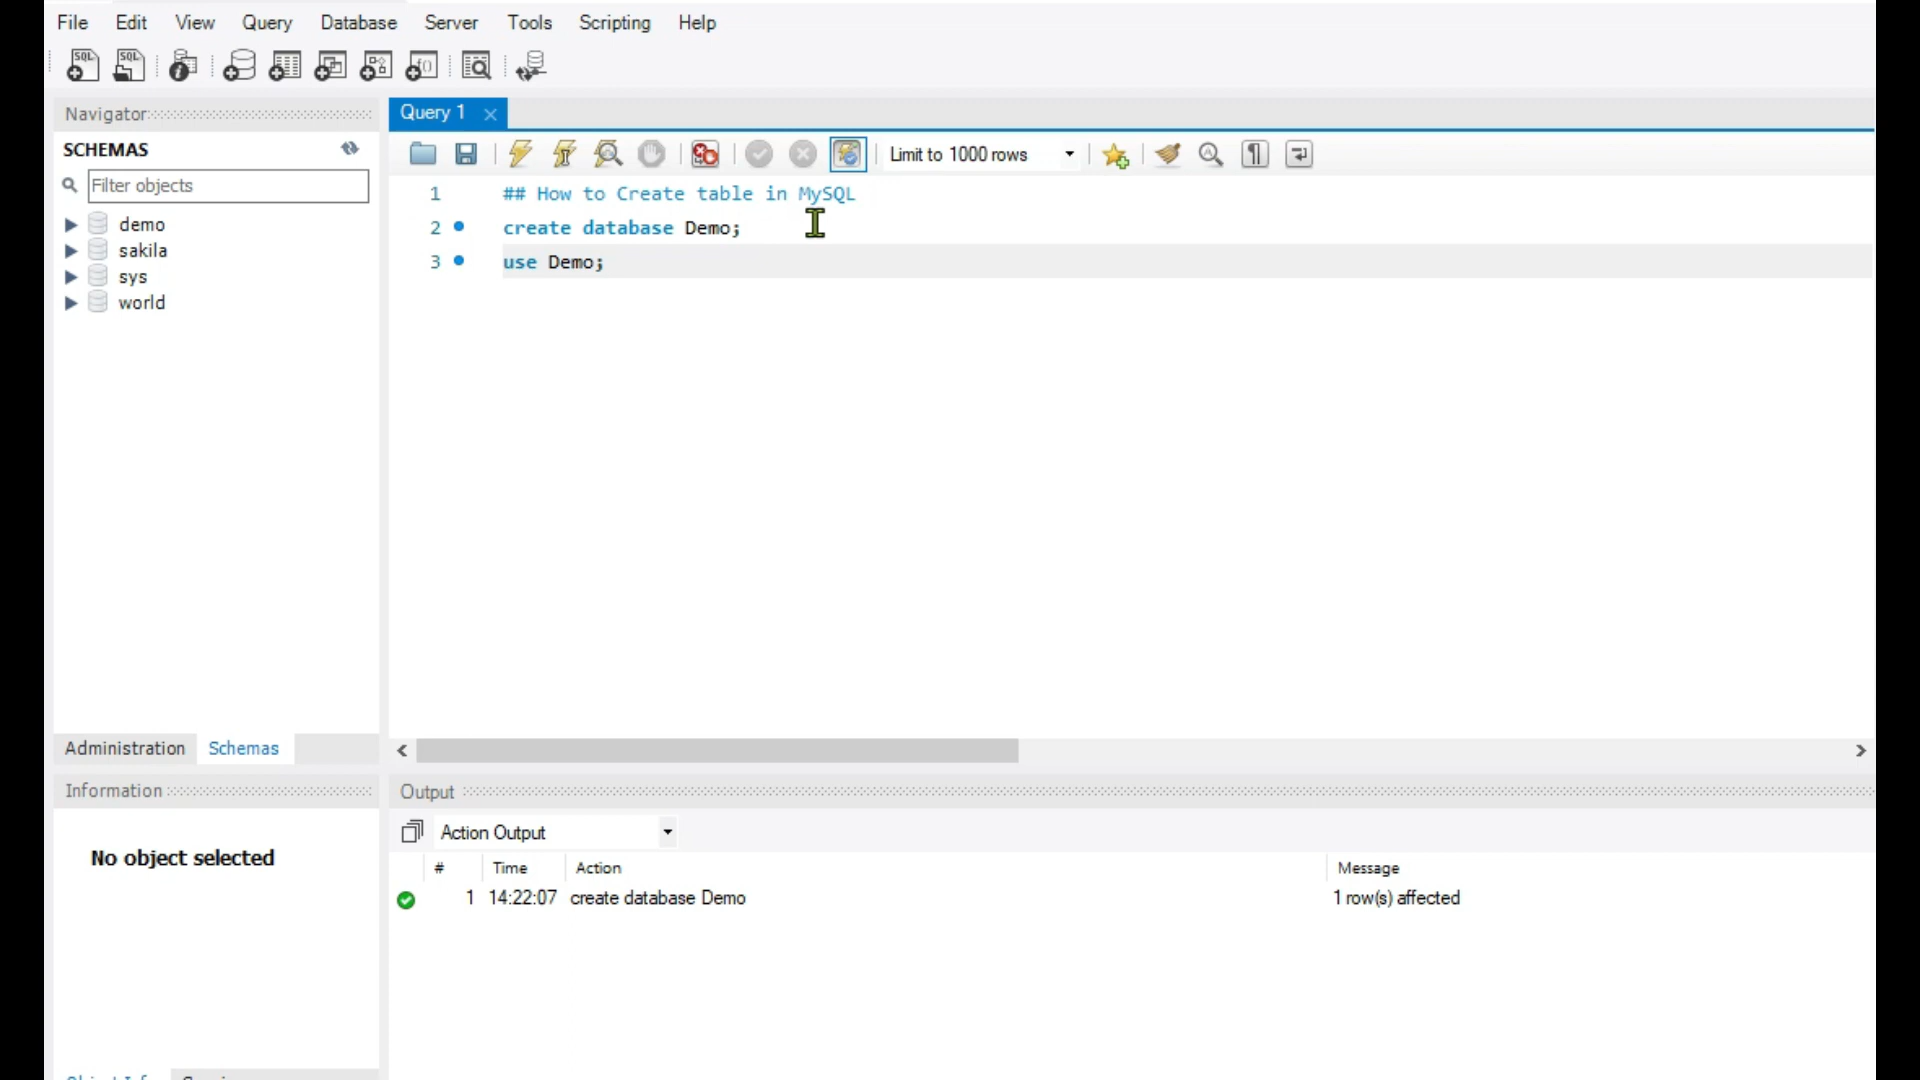 File Edit View Query Database Server Tools Scripting Help
SQL SQL
Navigator
Query 1
SCHEMAS
Limit to 1000 rows
Filter objects
demo
sakila
sys
world
1 ## How to Create table in MySQL
2 create database Demo;
3 use Demo;
Administration Schemas
Information
No object selected
Output
Action Output
# Time Action Message
1 14:22:07 create database Demo 1 row(s) affected